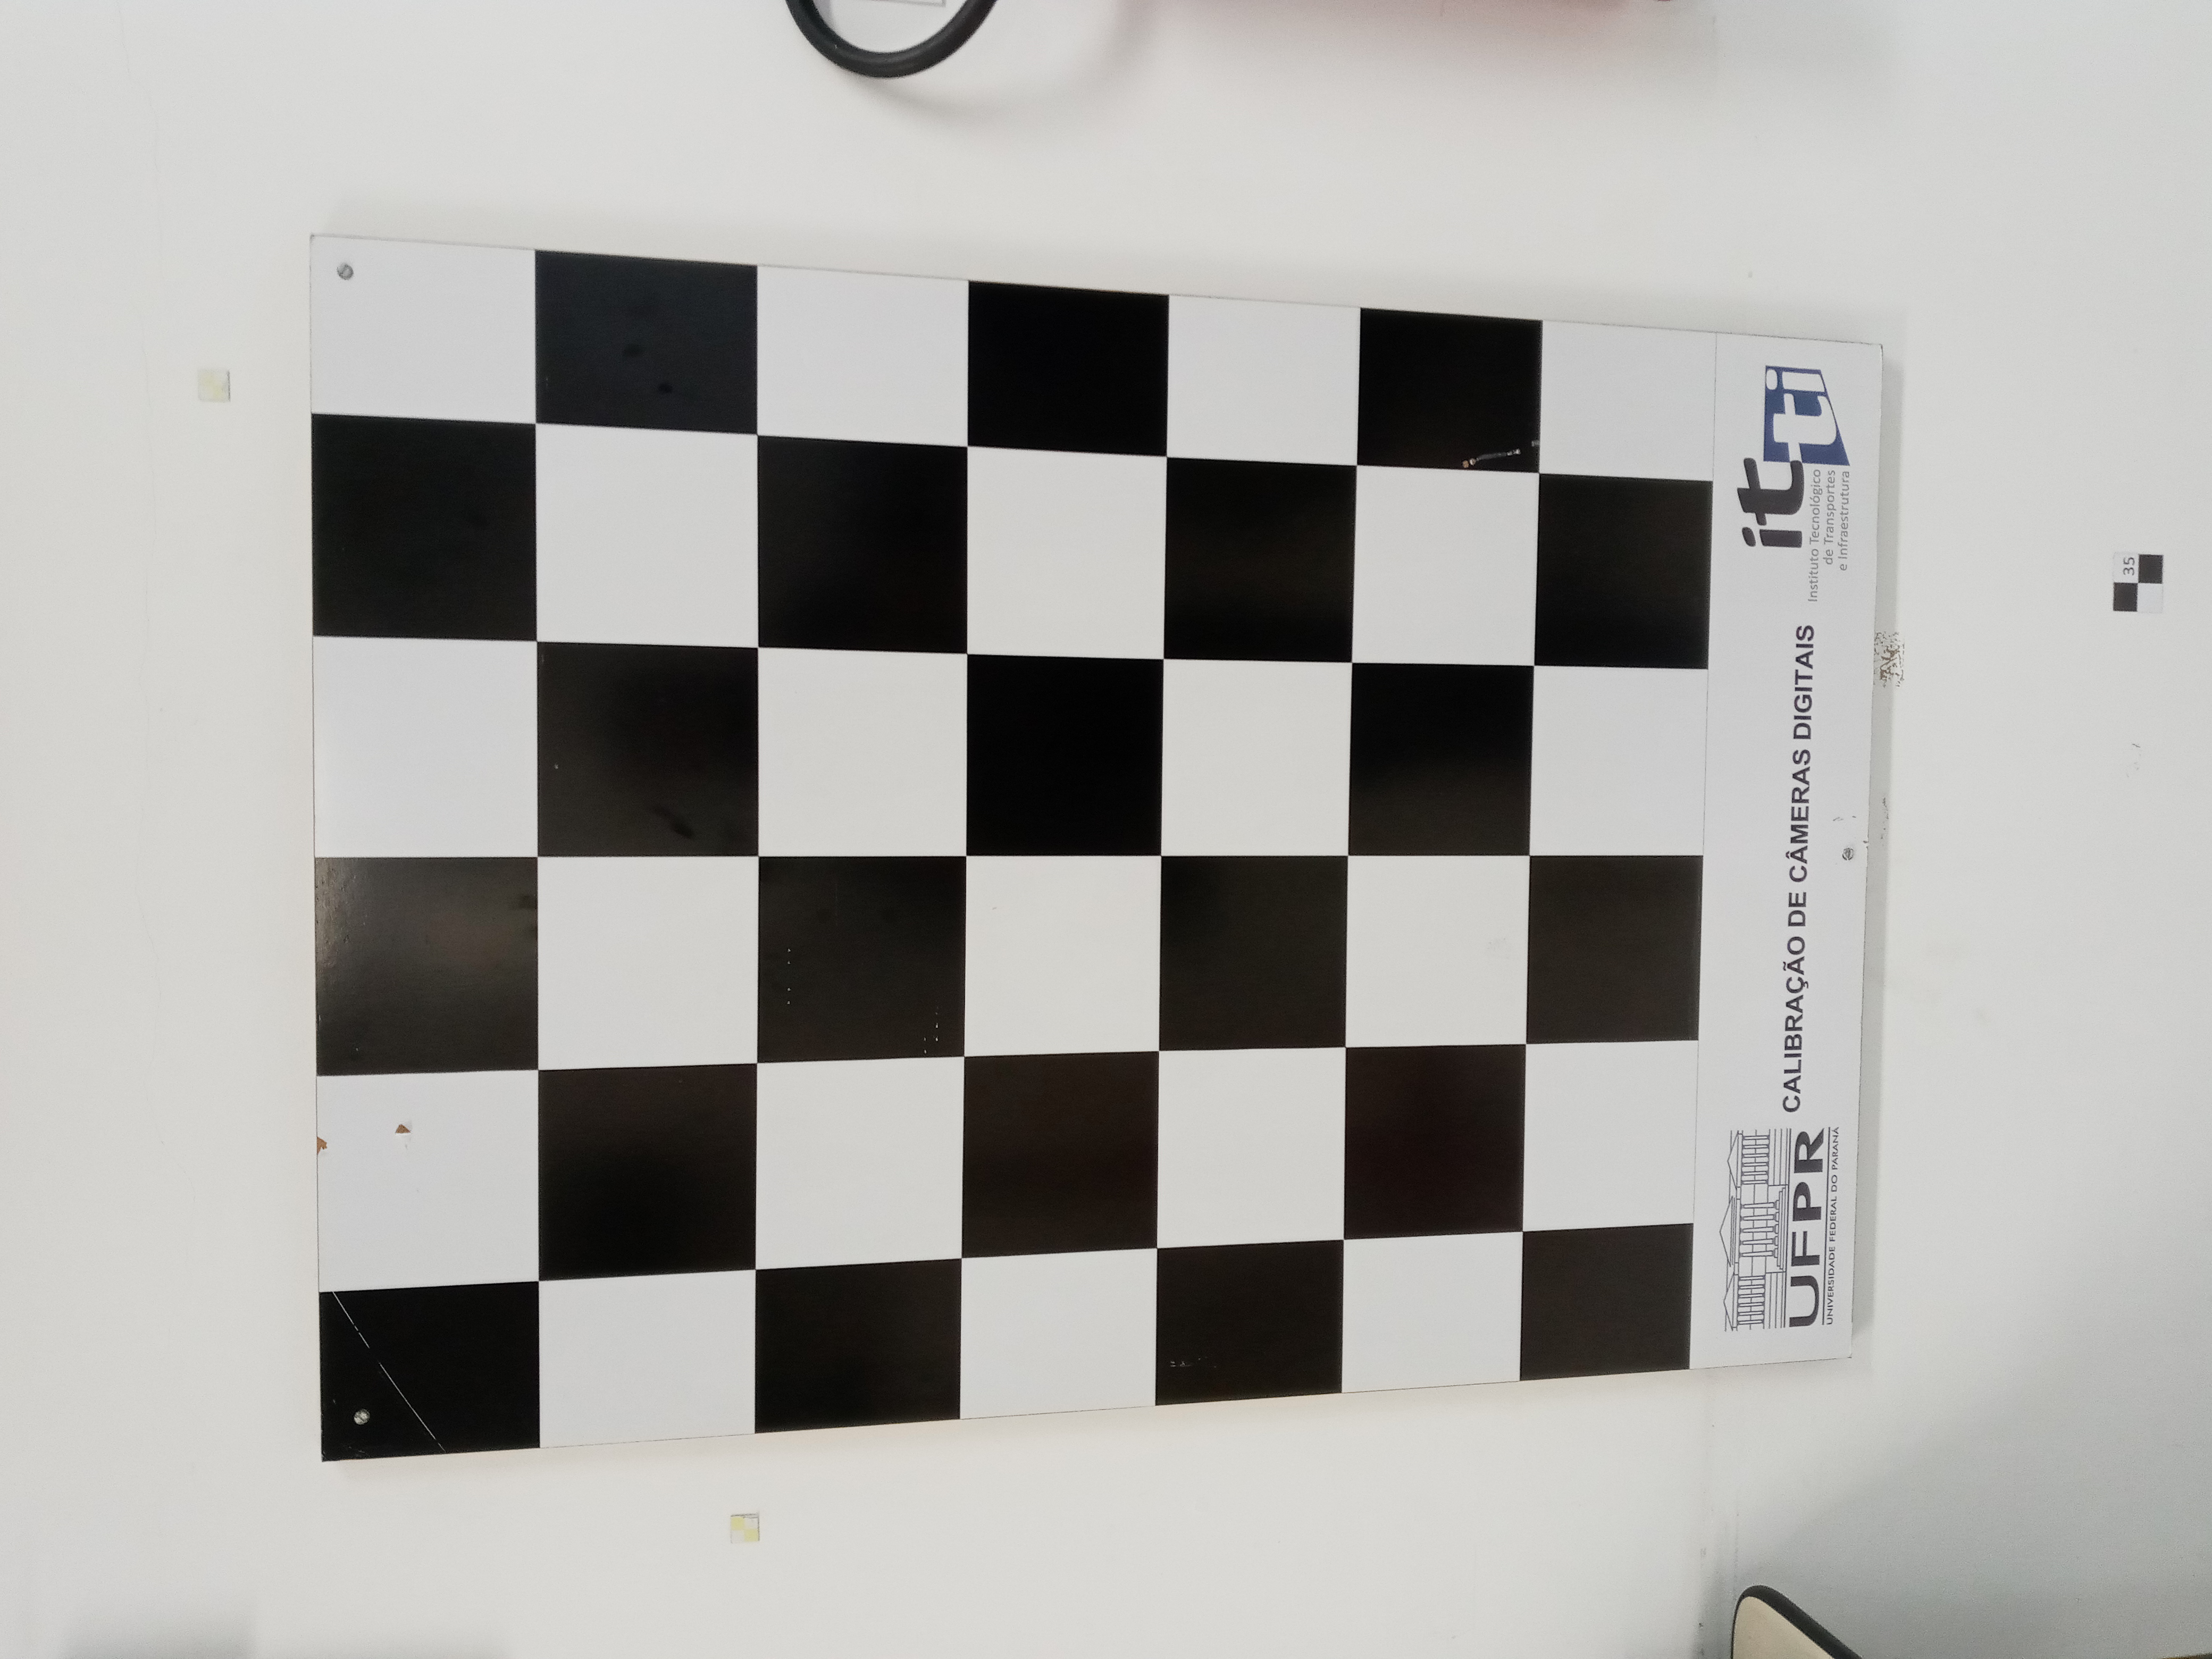 UFPR
UNIVERSIDADE FEDERAL DO PARANÁ
CALIBRAÇÃO DE CÂMERAS DIGITAIS
itti
Instituto Tecnológico
de Transportes
e Infraestrutura
35